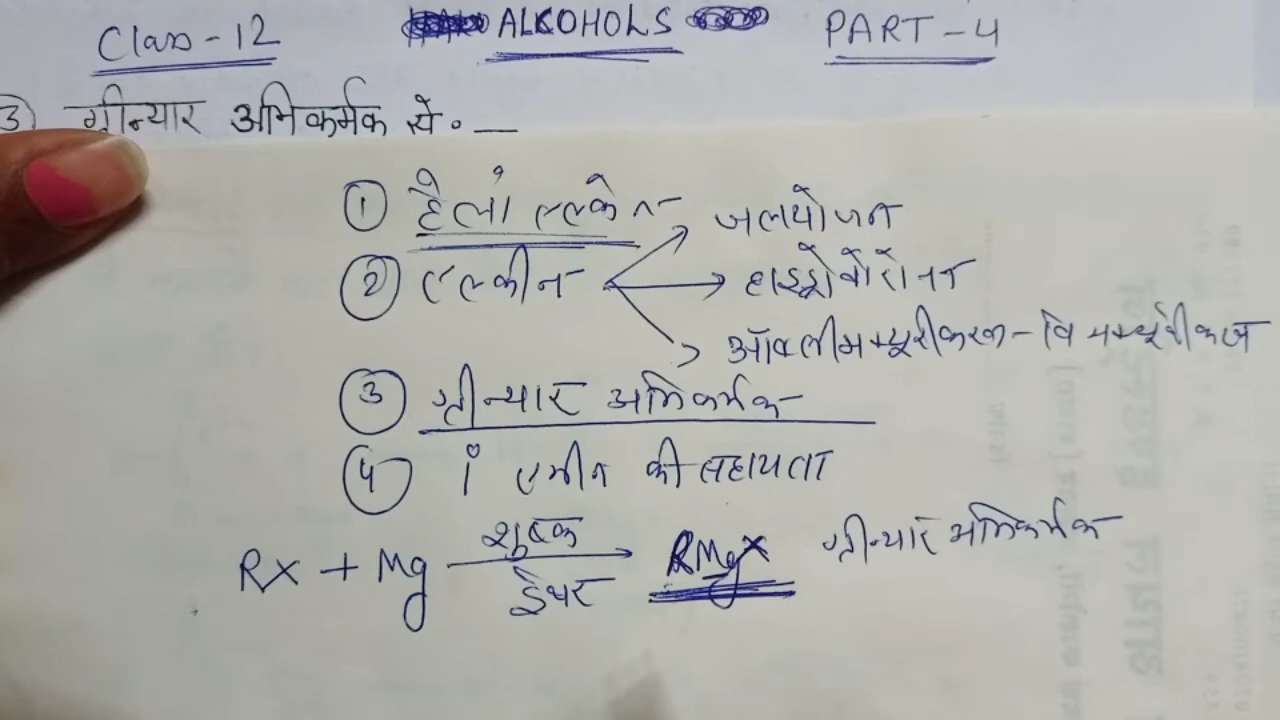 Class-12 ALCOHOLS PART-4
3) ग्रीन्यार अभिकर्मक से :—
① हैलो एल्केन
② एल्कीन → जलयोजन
→ हाइड्रोबोरोनन
→ ऑक्सीमरक्यूरीकरण-वि मरक्यूरीकरण
③ ग्रीन्यार अभिकर्मक
④ 1° एमीन की सहायता
Rx + Mg शुष्क ईथर → RMgx ग्रीन्यार अभिकर्मक